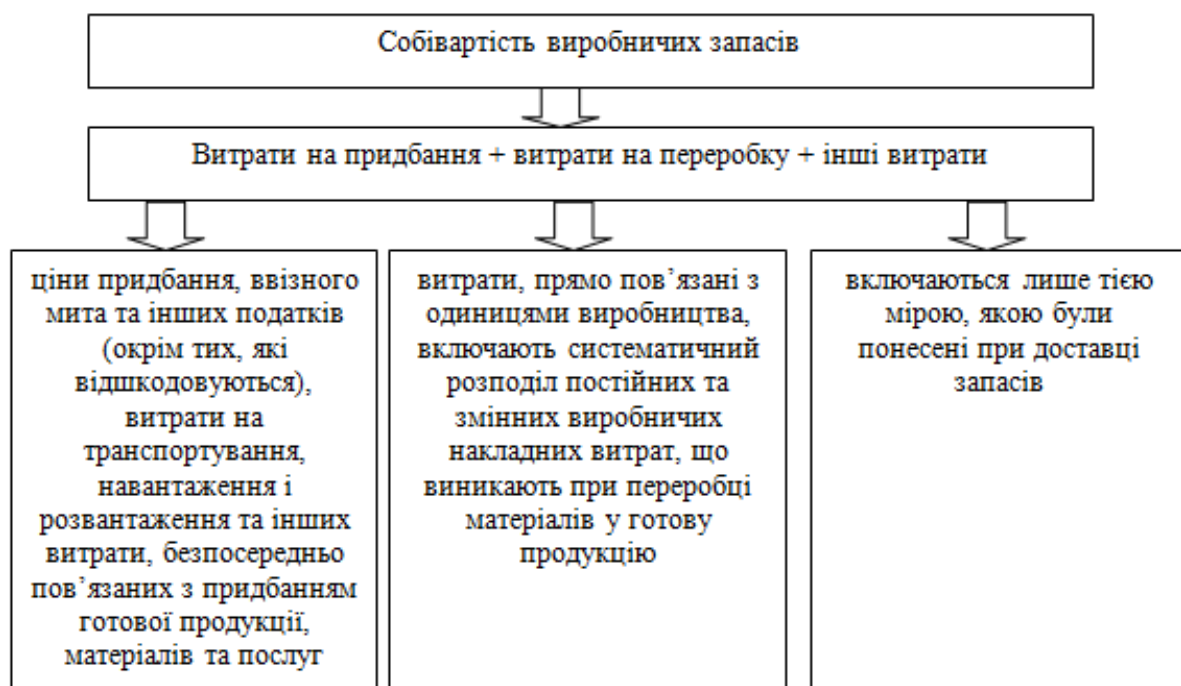 Собівартість виробничих запасів
Витрати на придбання + витрати на переробку + інші витрати
ціни придбання, ввізного
мита та інших податків
(окрім тих, які
відшкодовуються),
витрати на
транспортування,
навантаження і
розвантаження та інших
витрати, безпосередньо
пов’язаних з придбанням
готової продукції,
матеріалів та послуг
витрати, прямо пов’язані з
одиницями виробництва,
включають систематичний
розподіл постійних та
змінних виробничих
накладних витрат, що
виникають при переробці
матеріалів у готову
продукцію
включаються лише тією
мірою, якою були
понесені при доставці
запасів